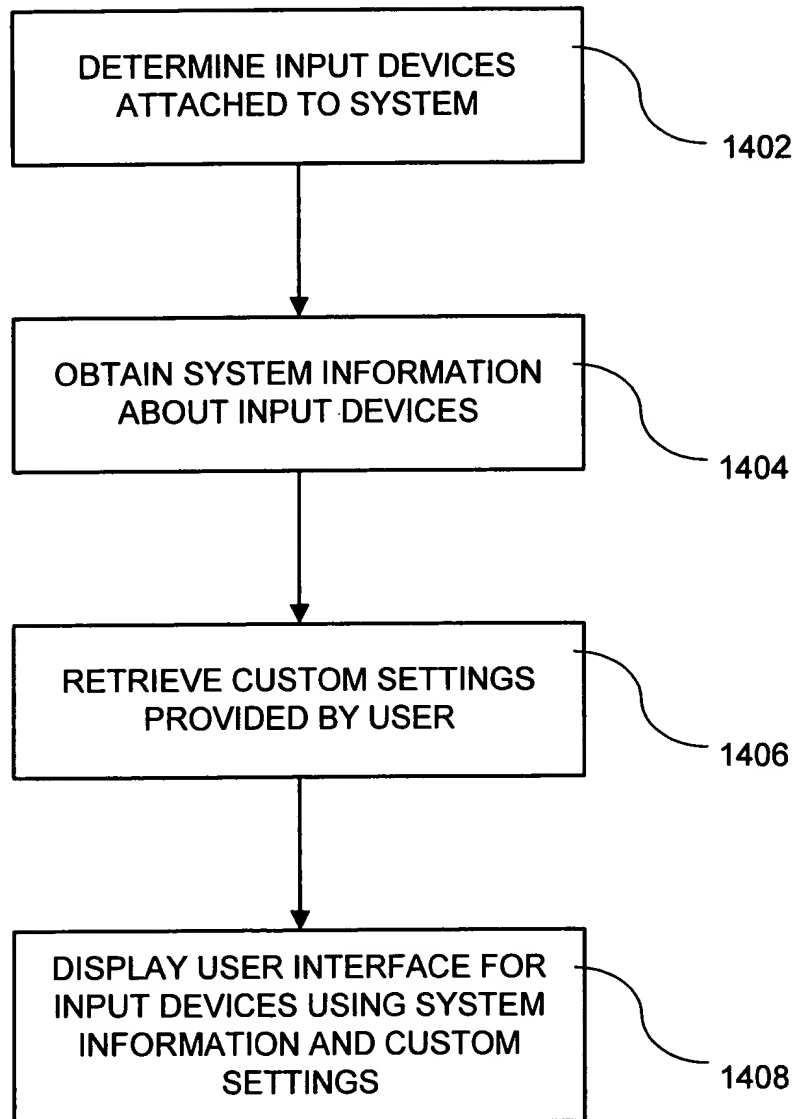 DETERMINE INPUT DEVICES
ATTACHED TO SYSTEM
1402
OBTAIN SYSTEM INFORMATION
ABOUT INPUT DEVICES
1404
RETRIEVE CUSTOM SETTINGS
PROVIDED BY USER
1406
DISPLAY USER INTERFACE FOR
INPUT DEVICES USING SYSTEM
INFORMATION AND CUSTOM
SETTINGS
1408